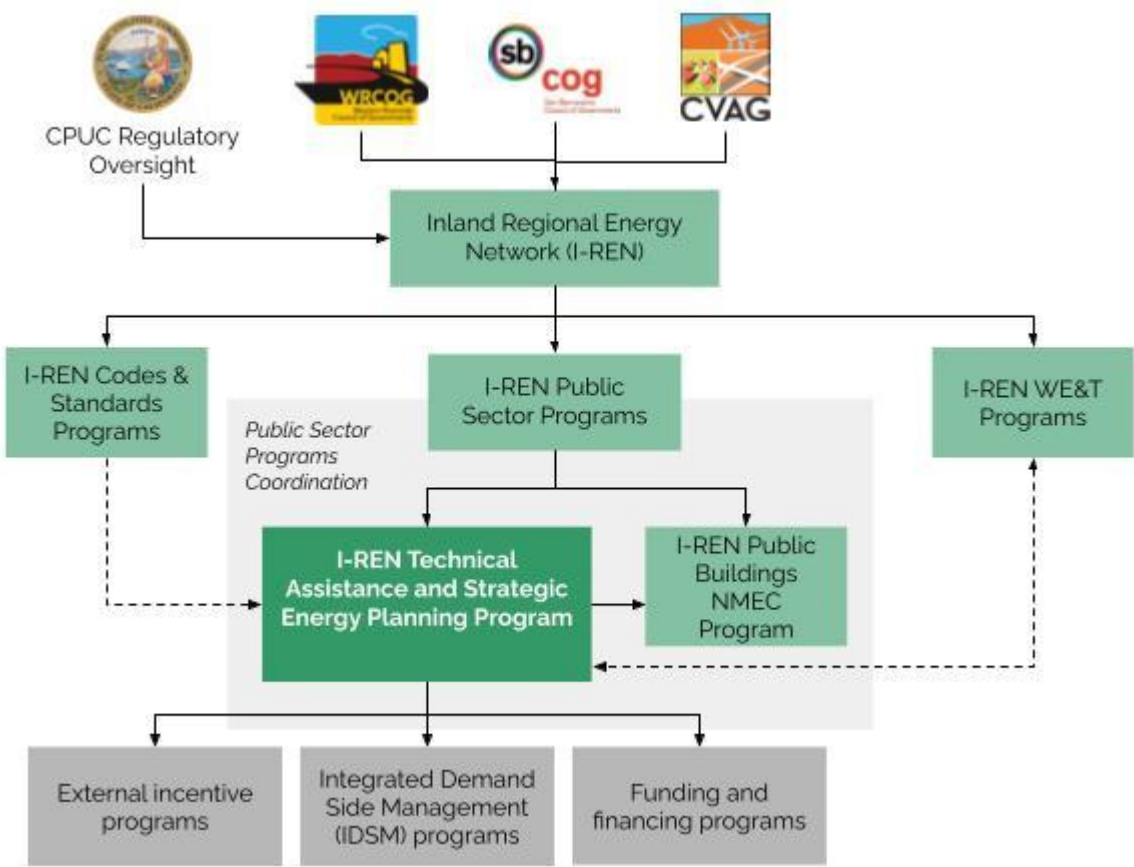 WRCOG
sb
cog
CVAG
CPUC Regulatory
Oversight
Inland Regional Energy
Network (I-REN)
I-REN Codes &
Standards
Programs
I-REN Public
Sector Programs
I-REN WE&T
Programs
Public Sector
Programs
Coordination
I-REN Technical
Assistance and Strategic
Energy Planning Program
I-REN Public
Buildings
NMEC
Program
External incentive
programs
Integrated Demand
Side Management
(IDSM) programs
Funding and
financing programs